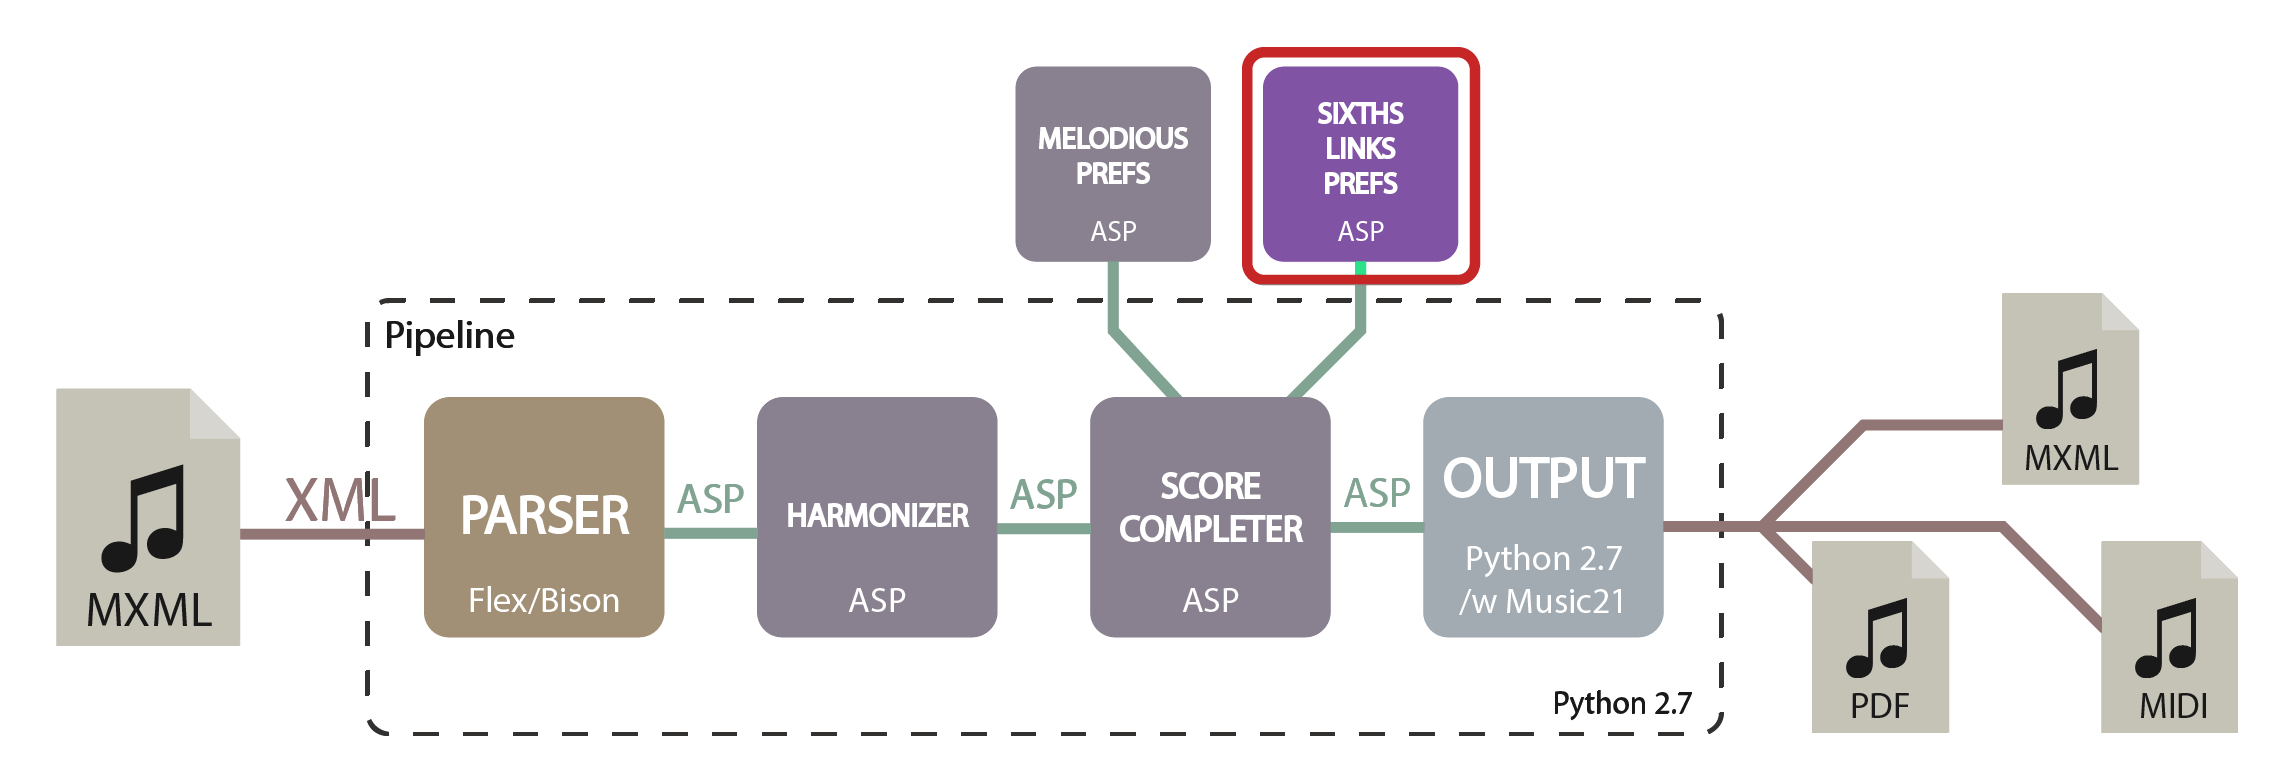 MELODIOUS
PREFS
ASP
SIXTHS
LINKS
PREFS
ASP
Pipeline
MXML
XML
PARSER
Flex/Bison
ASP
HARMONIZER
ASP
ASP
SCORE
COMPLETER
ASP
ASP
OUTPUT
Python 2.7
/w Music21
Python 2.7
MXML
PDF
MIDI